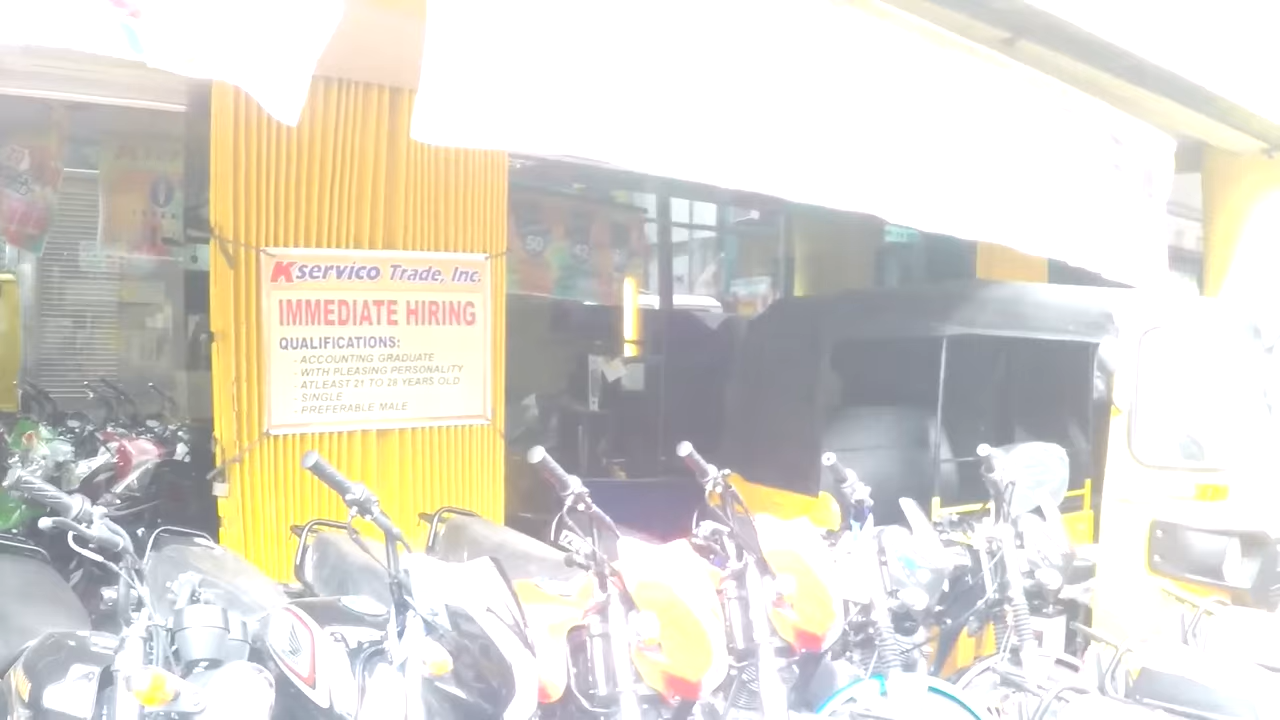 Kservico Trade, Inc.
IMMEDIATE HIRING
QUALIFICATIONS:
- ACCOUNTING GRADUATE
- WITH PLEASING PERSONALITY
- ATLEAST 21 TO 28 YEARS OLD
- SINGLE
- PREFERABLE MALE
50